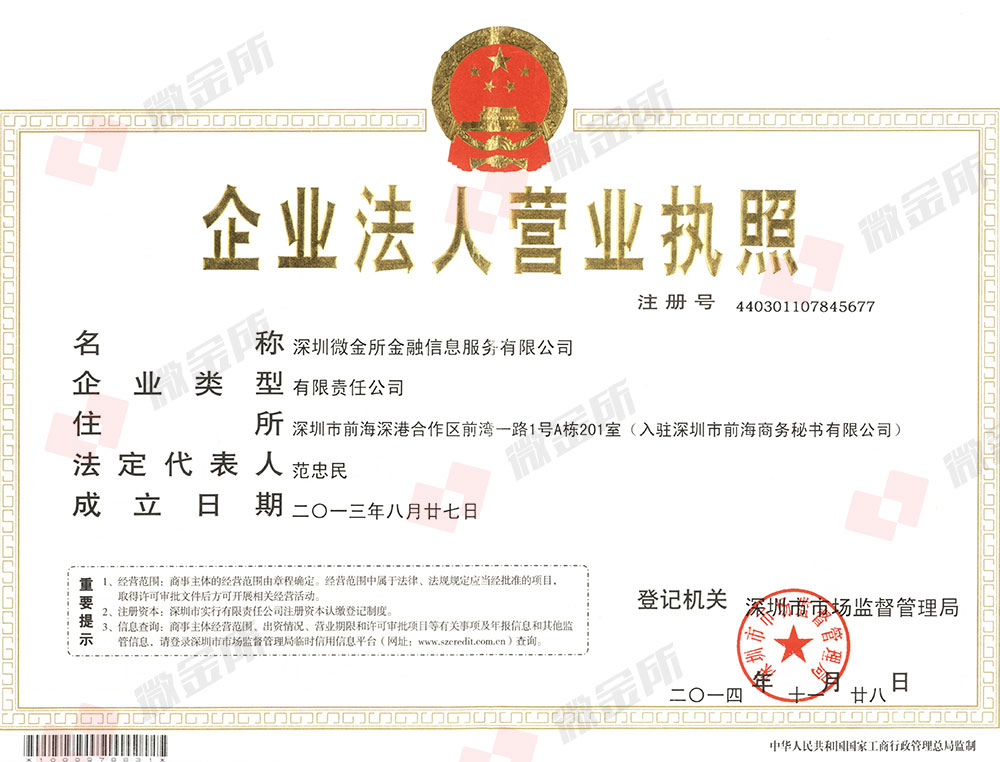 企业法人营业执照
注册号 440301107845677
名称 深圳微金所金融信息服务有限公司
企业类型 有限责任公司
住所 深圳市前海深港合作区前湾一路1号A栋201室（入驻深圳市前海商务秘书有限公司）
法定代表人 范忠民
成立日期 二〇一三年八月廿七日
重要提示
1、经营范围：商事主体的经营范围由章程确定。经营范围中属于法律、法规规定应当经批准的项目，
取得许可审批文件后方可开展相关经营活动。
2、注册资本：深圳市实行有限责任公司注册资本认缴登记制度。
3、信息查询：商事主体经营范围、出资情况、营业期限和许可审批项目等有关事项及年报信息和其他监
管信息，请登录深圳市市场监督管理局临时信用信息平台（网址：www.szcredit.com.cn）查询。
登记机关 深圳市市场监督管理局
深圳市市场监督管理局
二〇一四年十一月廿八日
中华人民共和国国家工商行政管理总局监制
微金所
微金所
微金所
微金所
微金所
微金所
微金所